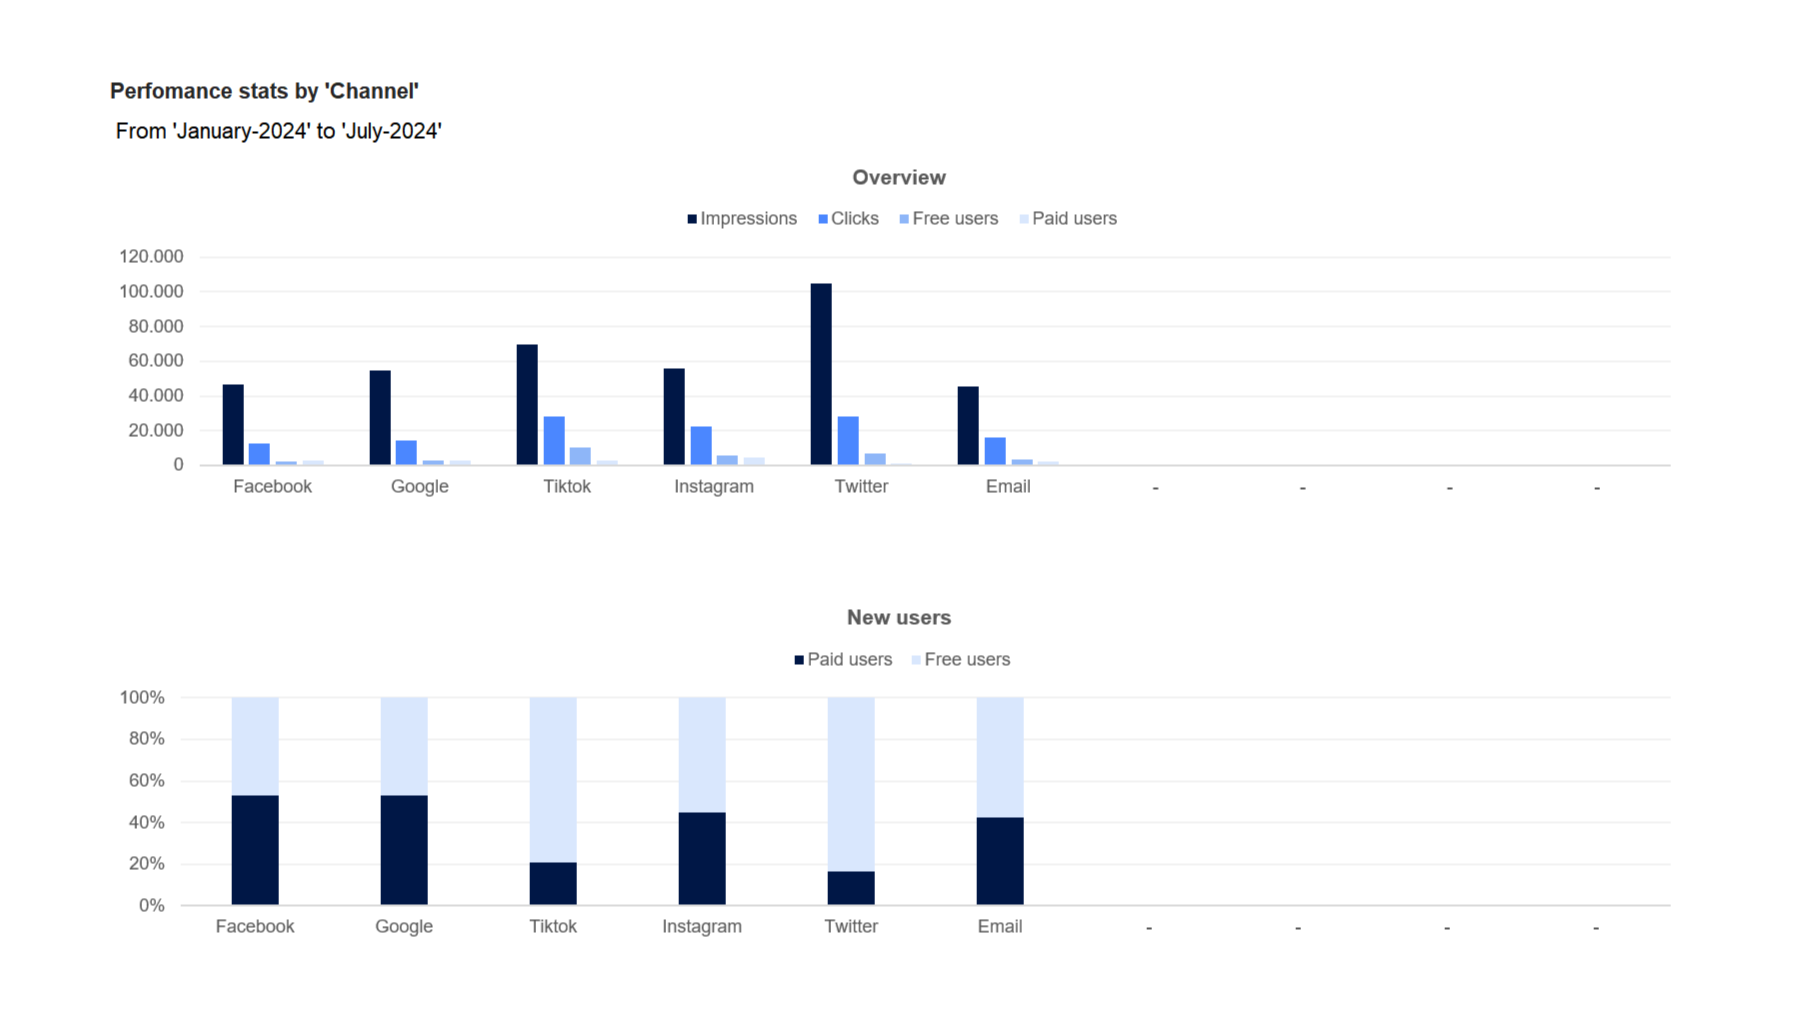 Perfomance stats by 'Channel'
From 'January-2024' to 'July-2024'
Overview
Impressions Clicks Free users Paid users
120.000
100.000
80.000
60.000
40.000
20.000
0
Facebook Google Tiktok Instagram Twitter Email - - - -
New users
Paid users Free users
100%
80%
60%
40%
20%
0%
Facebook Google Tiktok Instagram Twitter Email - - - -